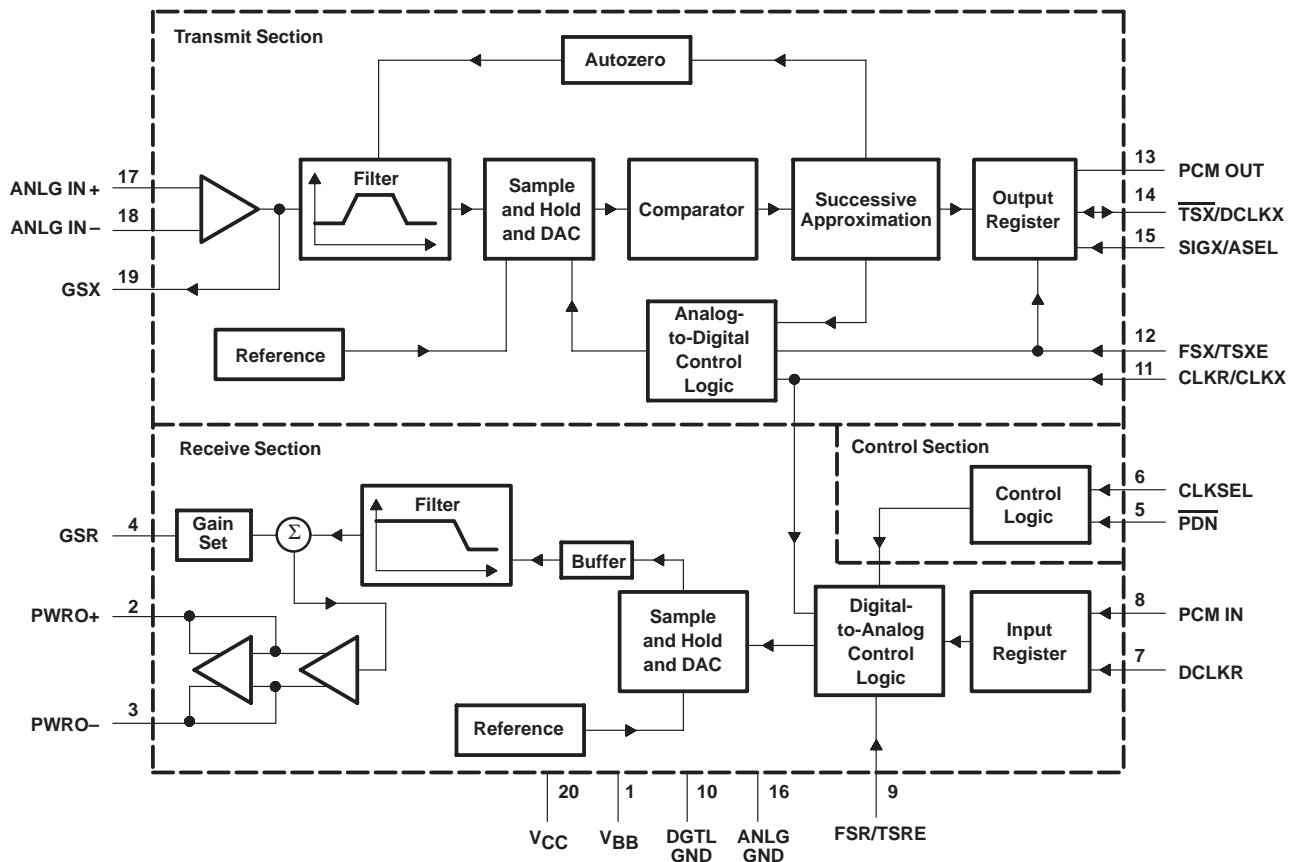 Transmit Section
Autozero
17
ANLG IN+
18
ANLG IN–
19
GSX
Filter
Sample
and Hold
and DAC
Comparator
Successive
Approximation
Output
Register
13
PCM OUT
14
TSX/DCLKX
15
SIGX/ASEL
Reference
Analog-
to-Digital
Control
Logic
12
FSX/TSXE
11
CLKR/CLKX
Receive Section
Control Section
Control
Logic
6
CLKSEL
5
PDN
4
GSR
Gain
Set
Σ
Filter
Buffer
2
PWRO+
3
PWRO–
Sample
and Hold
and DAC
Digital-
to-Analog
Control
Logic
Input
Register
8
PCM IN
7
DCLKR
Reference
20
VCC
1
VBB
10
DGTL
GND
16
ANLG
GND
9
FSR/TSRE